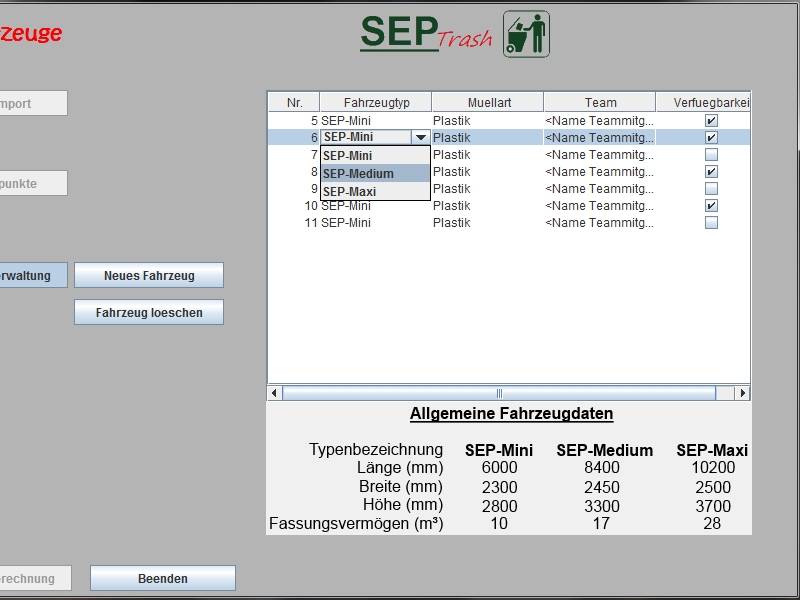 zeuge
SEP Trash
mport
Nr. Fahrzeugtyp Muellart Team Verfuegbarkei
5 SEP-Mini Plastik <Name Teammitg...
6 SEP-Mini Plastik <Name Teammitg...
7 SEP-Mini Plastik <Name Teammitg...
8 SEP-Medium Plastik <Name Teammitg...
9 SEP-Maxi Plastik <Name Teammitg...
10 SEP-Mini Plastik <Name Teammitg...
11 SEP-Mini Plastik <Name Teammitg...
punkte
rwaltung
Neues Fahrzeug
Fahrzeug loeschen
Allgemeine Fahrzeugdaten
Typenbezeichnung SEP-Mini SEP-Medium SEP-Maxi
Länge (mm) 6000 8400 10200
Breite (mm) 2300 2450 2500
Höhe (mm) 2800 3300 3700
Fassungsvermögen (m³) 10 17 28
rechnung
Beenden